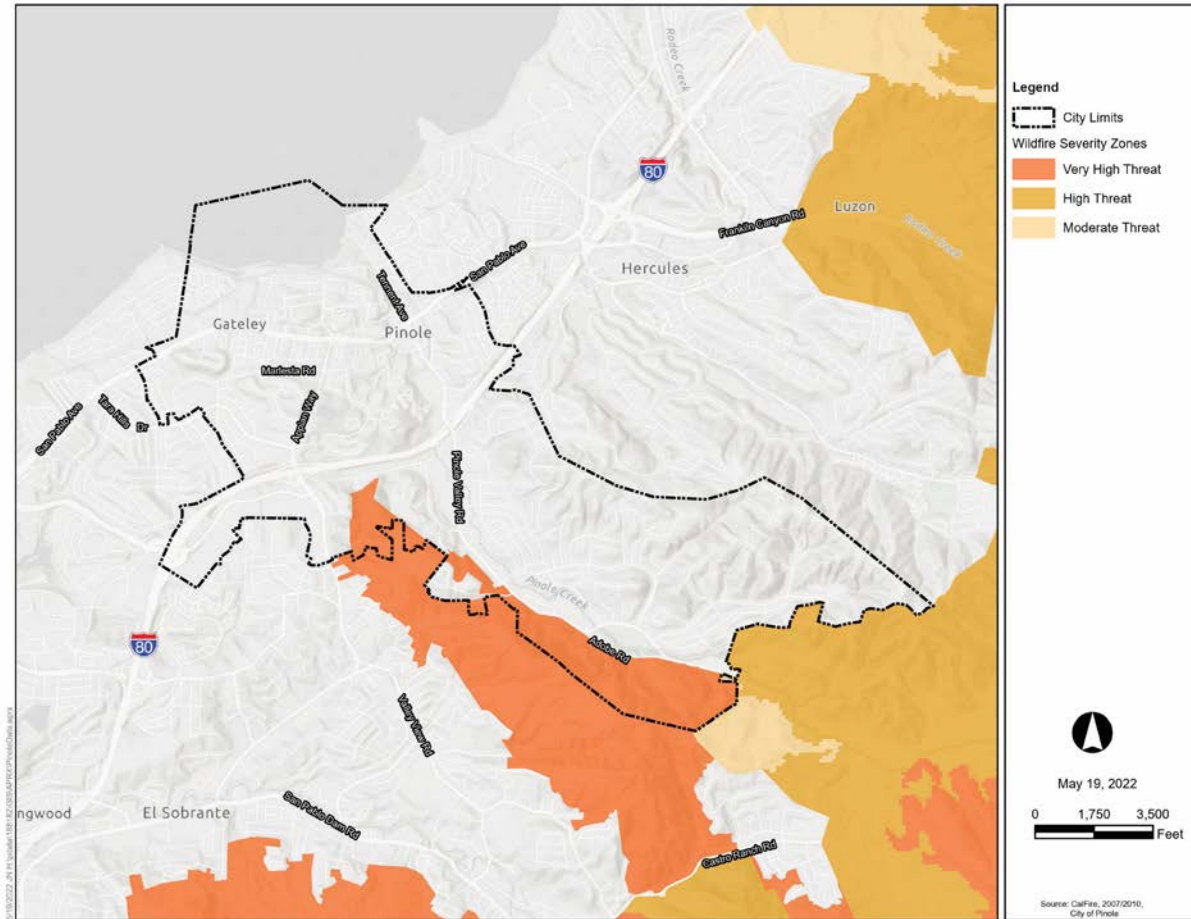 Rodeo Creek
80
Luzon
Franklin Canyon Rd
San Pablo Ave
Hercules
Tennent Ave
Gateley
Pinole
Marlesta Rd
Appian Way
San Pablo Ave
Tara Hills
Dr
Pinole Valley Rd
Pinole Creek
Adobe Rd
80
Valley View Rd
ngwood
El Sobrante
San Pablo Dam Rd
Castro Ranch Rd
Legend
City Limits
Wildfire Severity Zones
Very High Threat
High Threat
Moderate Threat
May 19, 2022
0 1,750 3,500
Feet
Source: CalFire, 2007/2010,
City of Pinole